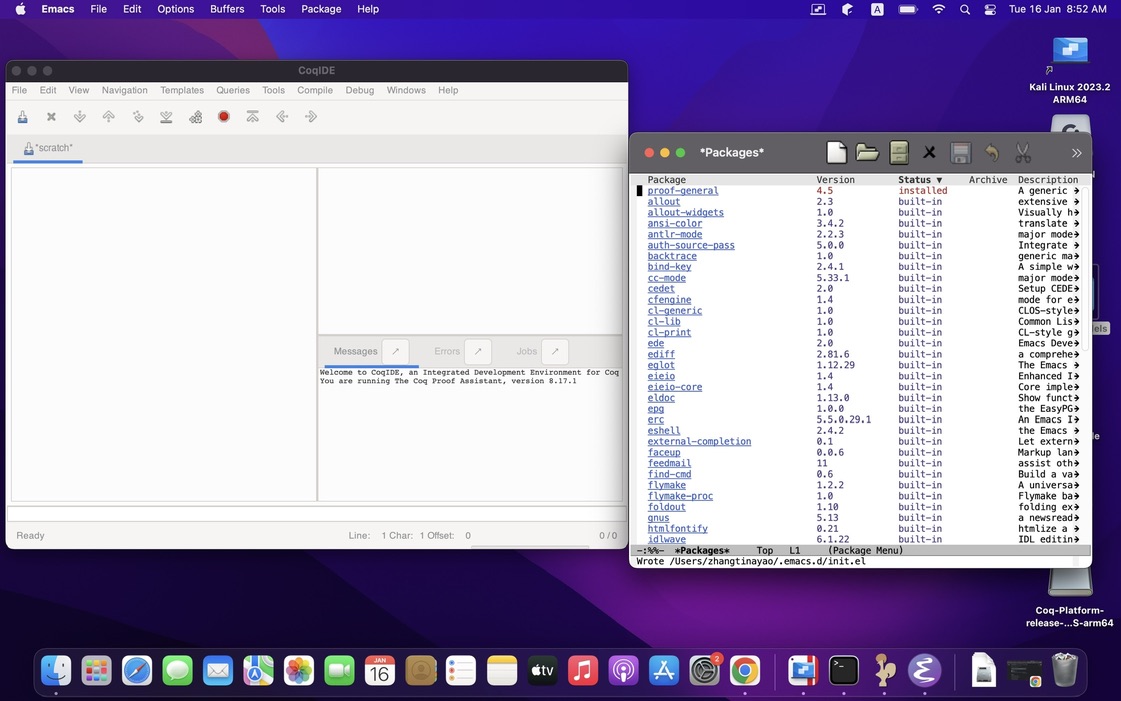 Emacs File Edit Options Buffers Tools Package Help A Tue 16 Jan 8:52 AM
Kali Linux 2023.2
ARM64
CoqIDE
File Edit View Navigation Templates Queries Tools Compile Debug Windows Help
*scratch*
Messages Errors Jobs
Welcome to CoqIDE, an Integrated Development Environment for Coq
You are running The Coq Proof Assistant, version 8.17.1
Ready Line: 1 Char: 1 Offset: 0 0 / 0
*Packages*
Package Version Status ▼ Archive Description
proof-general 4.5 installed A generic
allout 2.3 built-in extensive
allout-widgets 1.0 built-in Visually h
ansi-color 3.4.2 built-in translate
antlr-mode 2.2.3 built-in major mode
auth-source-pass 5.0.0 built-in Integrate
backtrace 1.0 built-in generic ma
bind-key 2.4.1 built-in A simple w
cc-mode 5.33.1 built-in major mode
cedet 2.0 built-in Setup CEDE
cfengine 1.4 built-in mode for e
cl-generic 1.0 built-in CLOS-style
cl-lib 1.0 built-in Common Lis
cl-print 1.0 built-in CL-style g
ede 2.0 built-in Emacs Deve
ediff 2.81.6 built-in a comprehe
eglot 1.12.29 built-in The Emacs
eieio 1.4 built-in Enhanced I
eieio-core 1.4 built-in Core imple
eldoc 1.13.0 built-in Show funct
epg 1.0.0 built-in the EasyPG
erc 5.5.0.29.1 built-in An Emacs I
eshell 2.4.2 built-in the Emacs
external-completion 0.1 built-in Let extern
faceup 0.0.6 built-in Markup lan
feedmail 11 built-in assist oth
find-cmd 0.6 built-in Build a va
flymake 1.2.2 built-in A universa
flymake-proc 1.0 built-in Flymake ba
foldout 1.10 built-in folding ex
gnus 5.13 built-in a newsread
htmlfontify 0.21 built-in htmlize a
idlwave 6.1.22 built-in IDL editin
-:%%- *Packages* Top L1 (Package Menu)
Wrote /Users/zhangtinayao/.emacs.d/init.el
els
le
Coq-Platform-
release-...S-arm64
JAN
16
tv
2